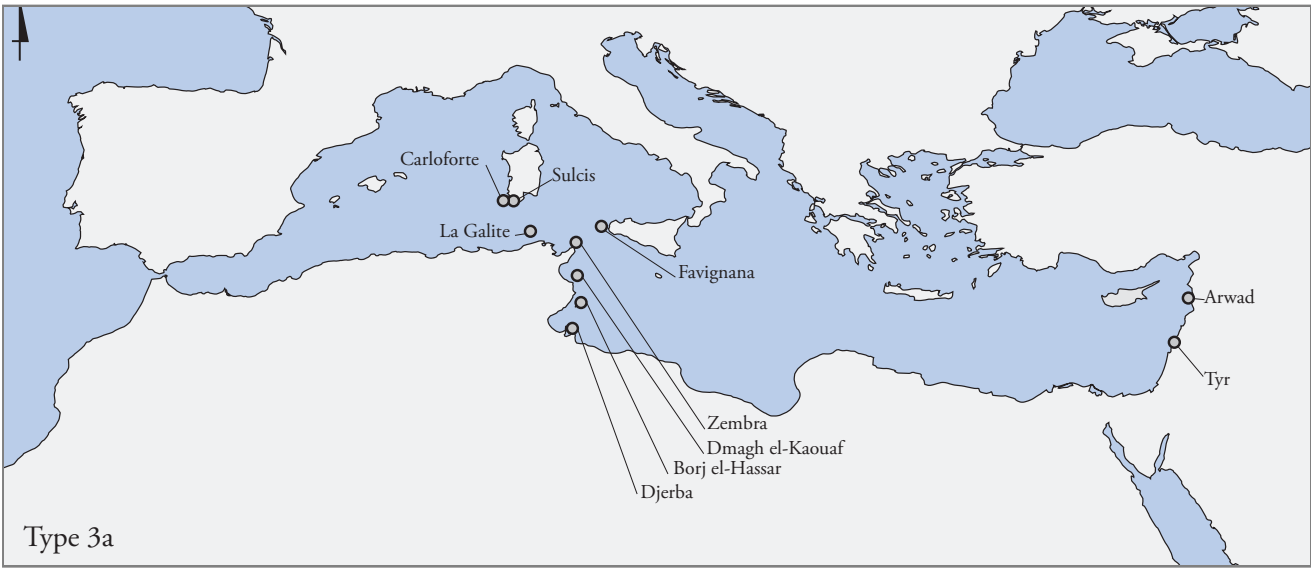 Carloforte
Sulcis
La Galite
Favignana
Arwad
Tyr
Zembra
Dmagh el-Kaouaf
Borj el-Hassar
Djerba
Type 3a